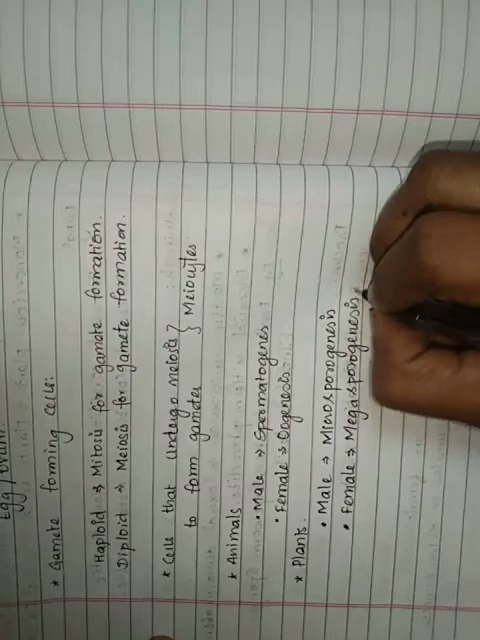 Egg/Ovum.
* Gamete forming cells:
Haploid → Mitosis for gamete formation.
Diploid → Meiosis for gamete formation.
* Cells that undergo meiosis }
to form gametes } Meiocytes
* Animals
• Male → Spermatogenes
• Female → Oogenesis
* Plants.
• Male → Microsporogenesis
• Female → Megasporogenesis